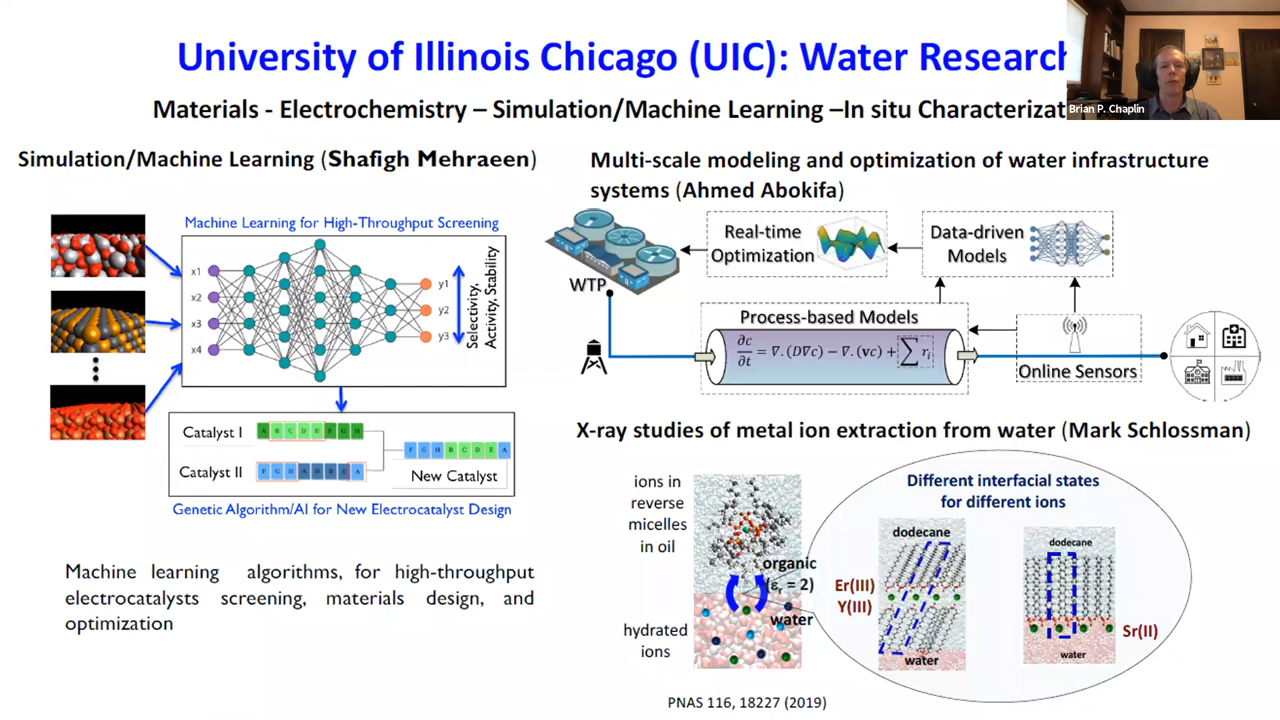 University of Illinois Chicago (UIC): Water Research
Materials - Electrochemistry – Simulation/Machine Learning –In situ Characterizat
Brian P. Chaplin
Simulation/Machine Learning (Shafigh Mehraeen)
Machine Learning for High-Throughput Screening
x1
x2
x3
x4
y1
y2
y3
Selectivity,
Activity, Stability
Catalyst I
A B C D E F G H
Catalyst II
F G H A D B E A
F G H B C D E A
New Catalyst
Genetic Algorithm/AI for New Electrocatalyst Design
Machine learning algorithms, for high-throughput
electrocatalysts screening, materials design, and
optimization
Multi-scale modeling and optimization of water infrastructure
systems (Ahmed Abokifa)
WTP
Real-time
Optimization
Data-driven
Models
Process-based Models
∂c/∂t = ∇. (D∇c) − ∇. (vc) + ∑ rᵢ
Online Sensors
X-ray studies of metal ion extraction from water (Mark Schlossman)
ions in
reverse
micelles
in oil
organic
(εᵣ = 2)
water
hydrated
ions
Different interfacial states
for different ions
dodecane
Er(III)
Y(III)
water
dodecane
Sr(II)
water
PNAS 116, 18227 (2019)